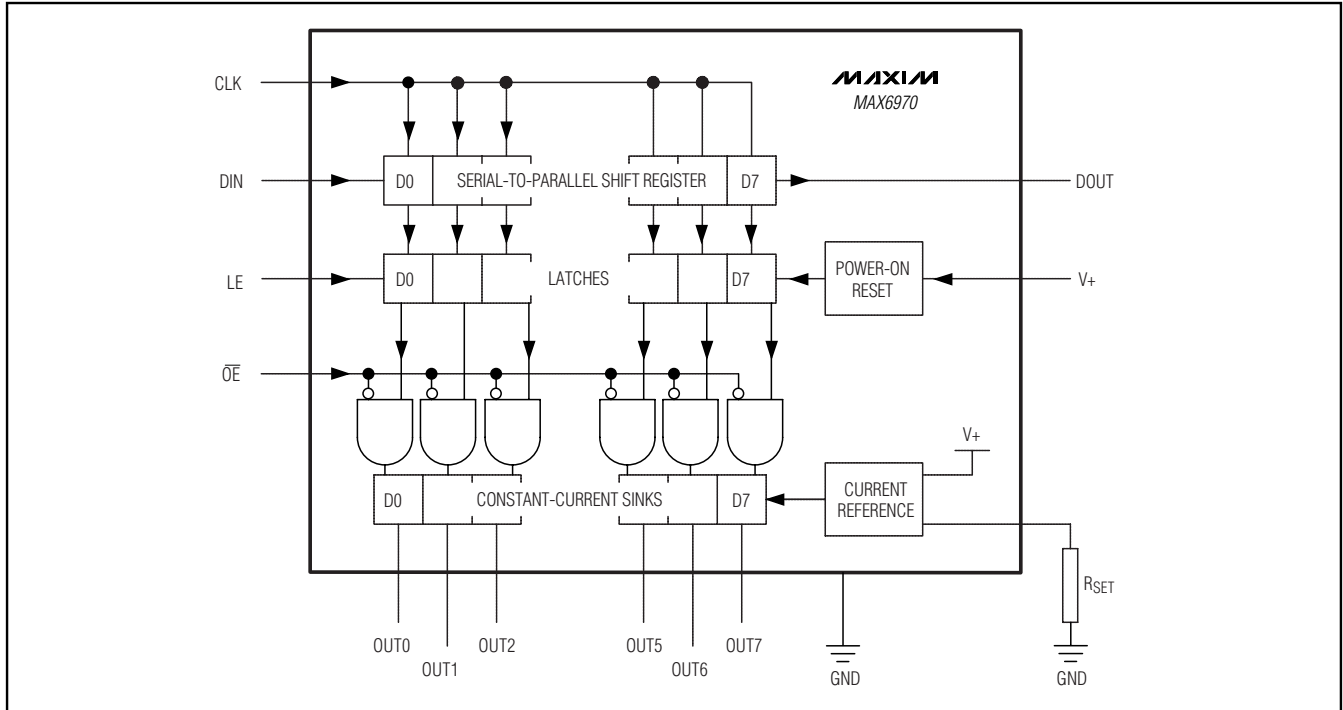 CLK
MAXIM
MAX6970
DIN
D0
SERIAL-TO-PARALLEL SHIFT REGISTER
D7
DOUT
LE
D0
LATCHES
D7
POWER-ON
RESET
V+
O̅E̅
V+
D0
CONSTANT-CURRENT SINKS
D7
CURRENT
REFERENCE
RSET
OUT0
OUT1
OUT2
OUT5
OUT6
OUT7
GND
GND